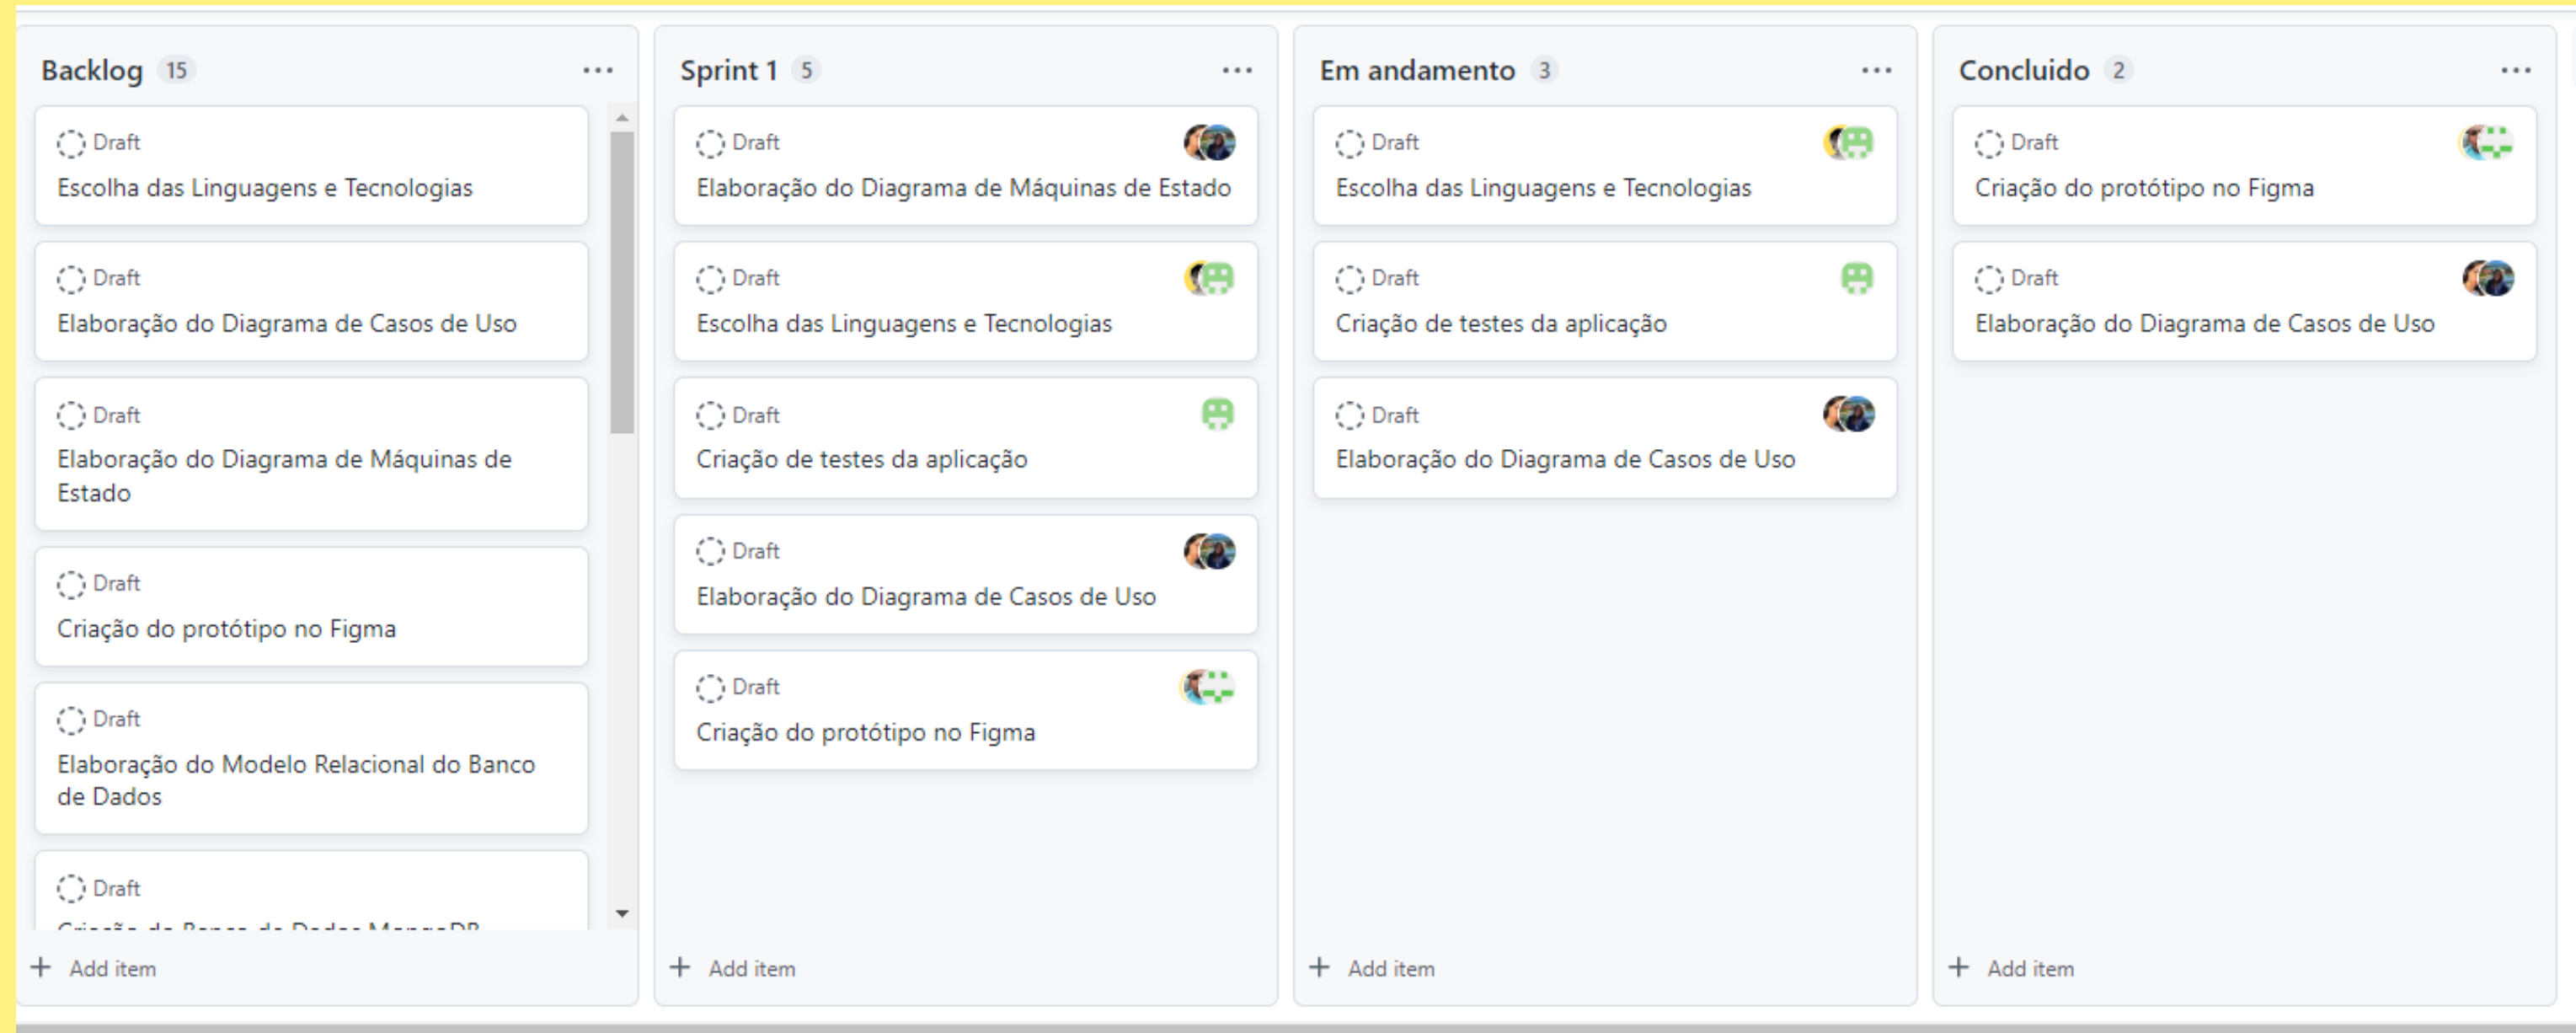 Backlog 15
Draft
Escolha das Linguagens e Tecnologias
Draft
Elaboração do Diagrama de Casos de Uso
Draft
Elaboração do Diagrama de Máquinas de
Estado
Draft
Criação do protótipo no Figma
Draft
Elaboração do Modelo Relacional do Banco
de Dados
Draft
Criação do Banco de Dados MongoDB
+ Add item
Sprint 1 5
Draft
Elaboração do Diagrama de Máquinas de Estado
Draft
Escolha das Linguagens e Tecnologias
Draft
Criação de testes da aplicação
Draft
Elaboração do Diagrama de Casos de Uso
Draft
Criação do protótipo no Figma
+ Add item
Em andamento 3
Draft
Escolha das Linguagens e Tecnologias
Draft
Criação de testes da aplicação
Draft
Elaboração do Diagrama de Casos de Uso
+ Add item
Concluido 2
Draft
Criação do protótipo no Figma
Draft
Elaboração do Diagrama de Casos de Uso
+ Add item